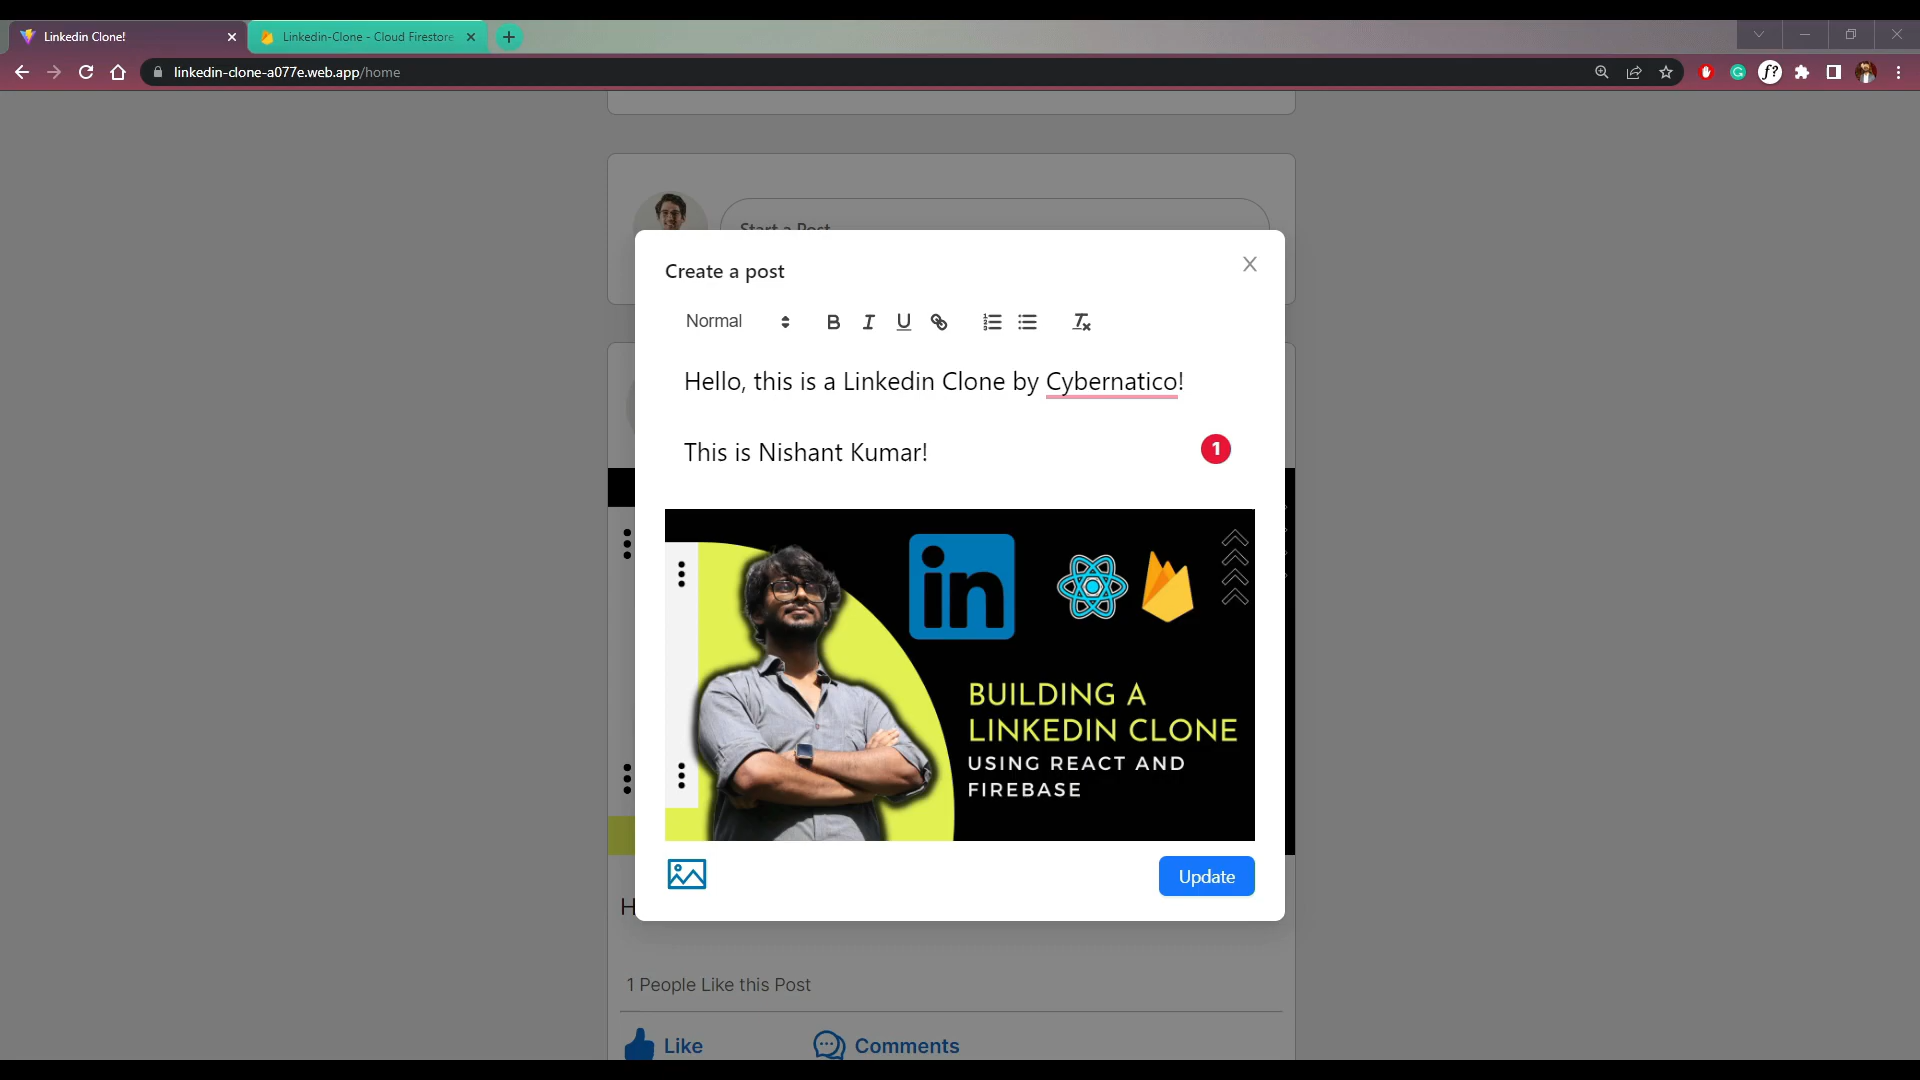 Linkedin Clone!
Linkedin-Clone - Cloud Firestore
linkedin-clone-a077e.web.app/home
Start a Post
Create a post
Normal
Hello, this is a Linkedin Clone by Cybernatico!
This is Nishant Kumar!
1
in
BUILDING A
LINKEDIN CLONE
USING REACT AND
FIREBASE
Update
H
1 People Like this Post
Like
Comments